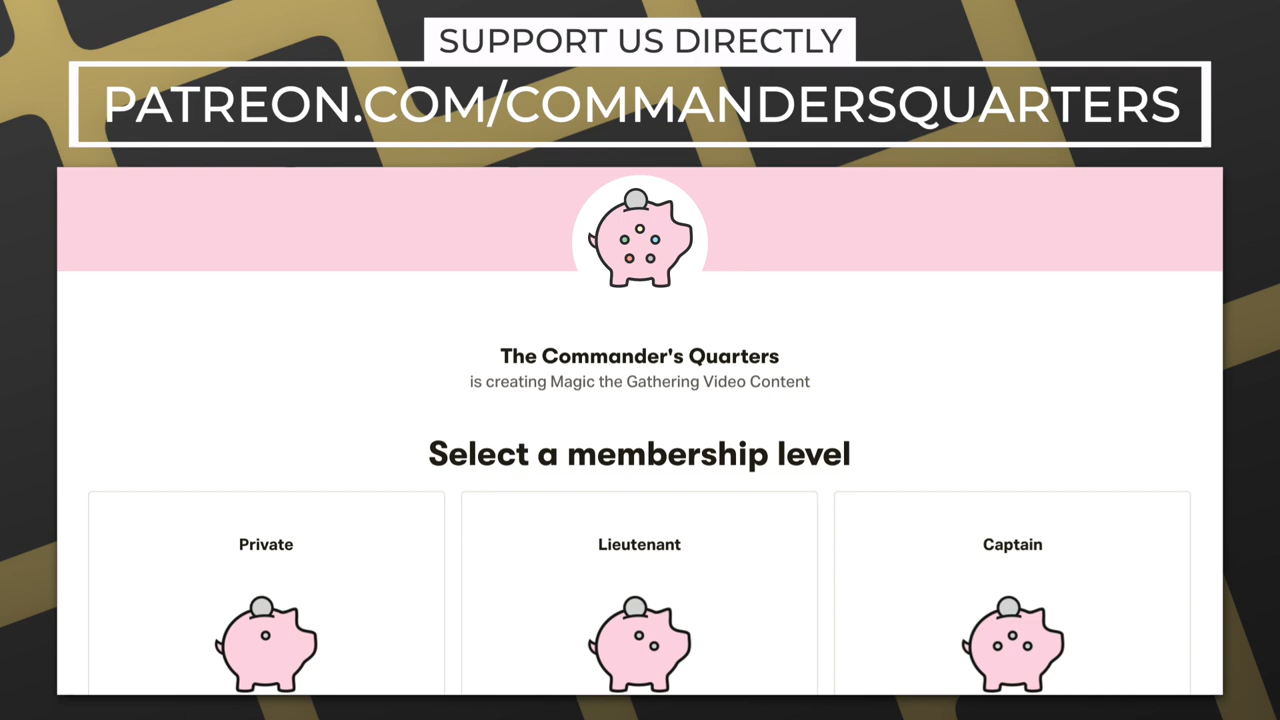 SUPPORT US DIRECTLY
PATREON.COM/COMMANDERSQUARTERS
The Commander's Quarters
is creating Magic the Gathering Video Content
Select a membership level
Private
Lieutenant
Captain